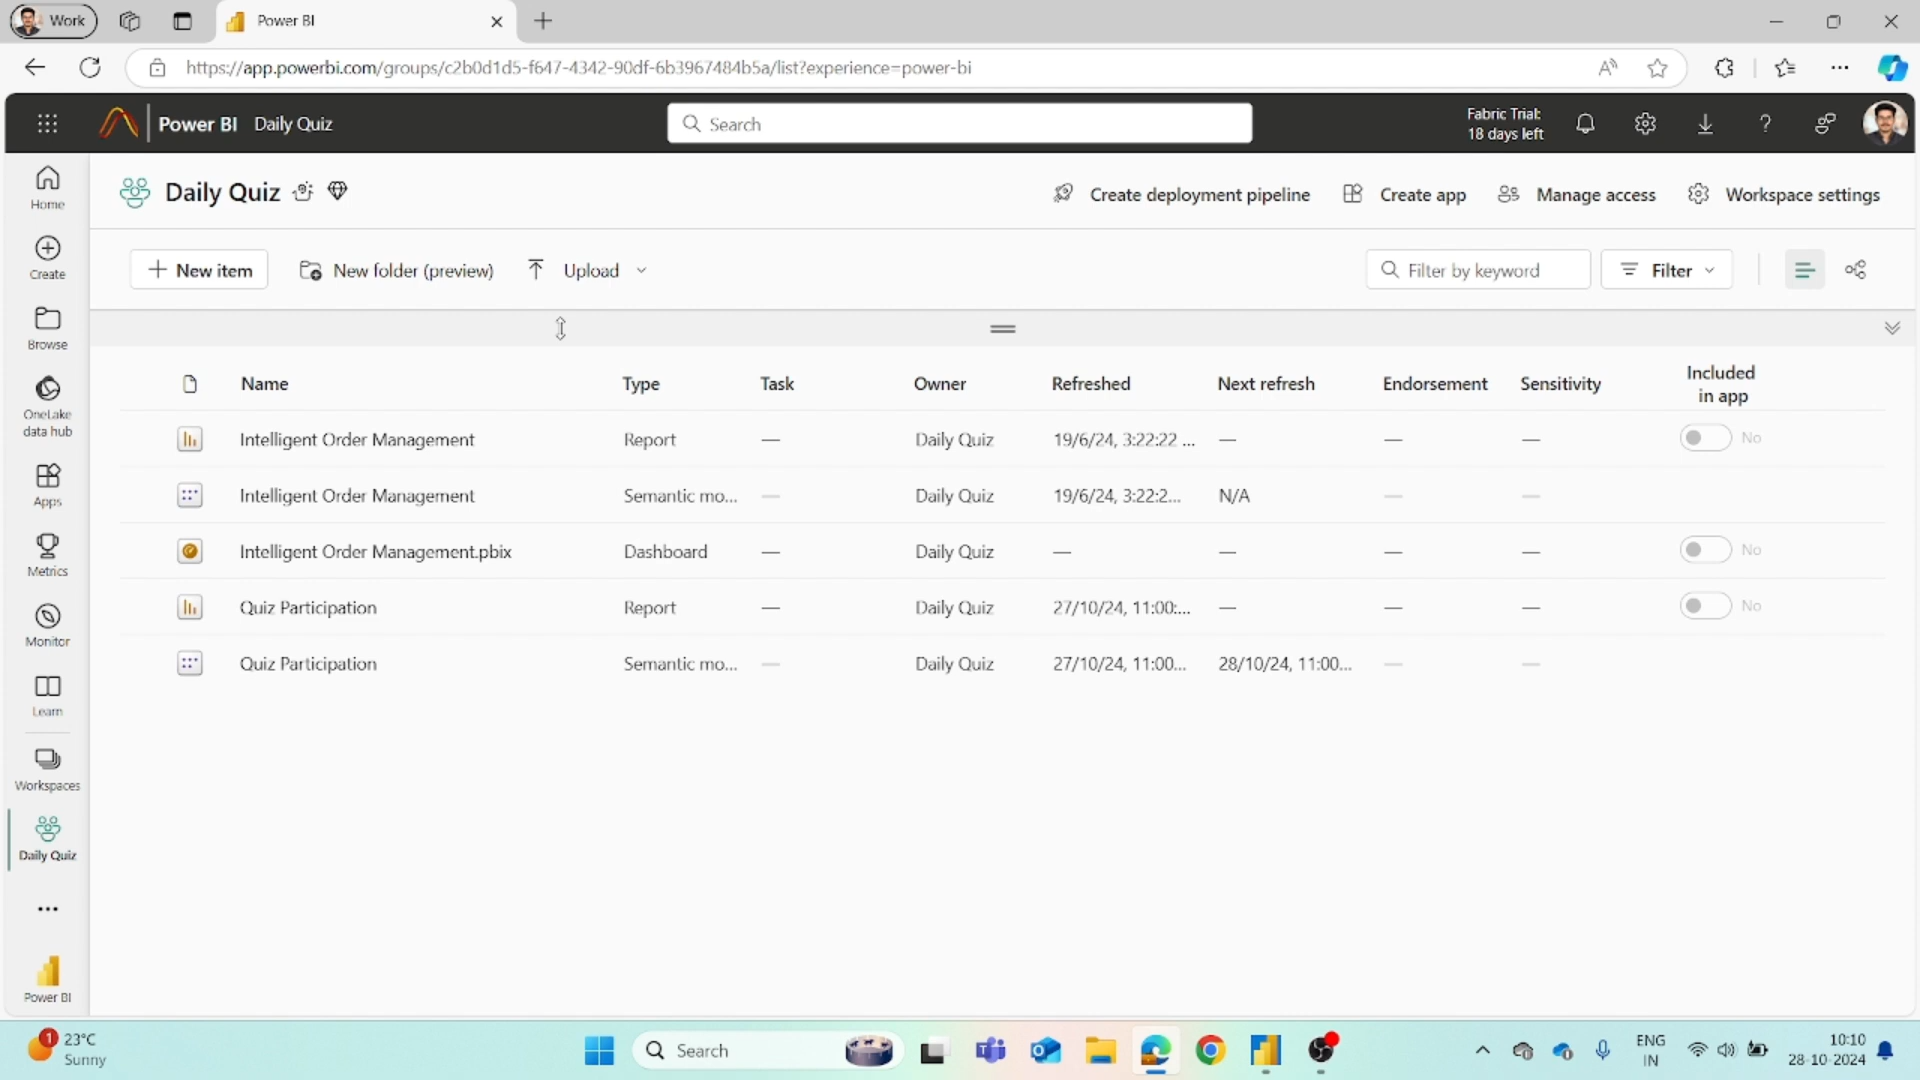 Work
Power BI
https://app.powerbi.com/groups/c2b0d1d5-f647-4342-90df-6b3967484b5a/list?experience=power-bi
Power BI Daily Quiz
Search
Fabric Trial:
18 days left
Home
Create
Browse
OneLake
data hub
Apps
Metrics
Monitor
Learn
Workspaces
Daily Quiz
Power BI
Daily Quiz
Create deployment pipeline
Create app
Manage access
Workspace settings
New item
New folder (preview)
Upload
Filter by keyword
Filter
Name Type Task Owner Refreshed Next refresh Endorsement Sensitivity Included
in app
Intelligent Order Management Report — Daily Quiz 19/6/24, 3:22:22 ... — — — No
Intelligent Order Management Semantic mo... — Daily Quiz 19/6/24, 3:22:2... N/A — —
Intelligent Order Management.pbix Dashboard — Daily Quiz — — — — No
Quiz Participation Report — Daily Quiz 27/10/24, 11:00:... — — — No
Quiz Participation Semantic mo... — Daily Quiz 27/10/24, 11:00... 28/10/24, 11:00... — —
1
23°C
Sunny
Search
ENG
IN
10:10
28-10-2024